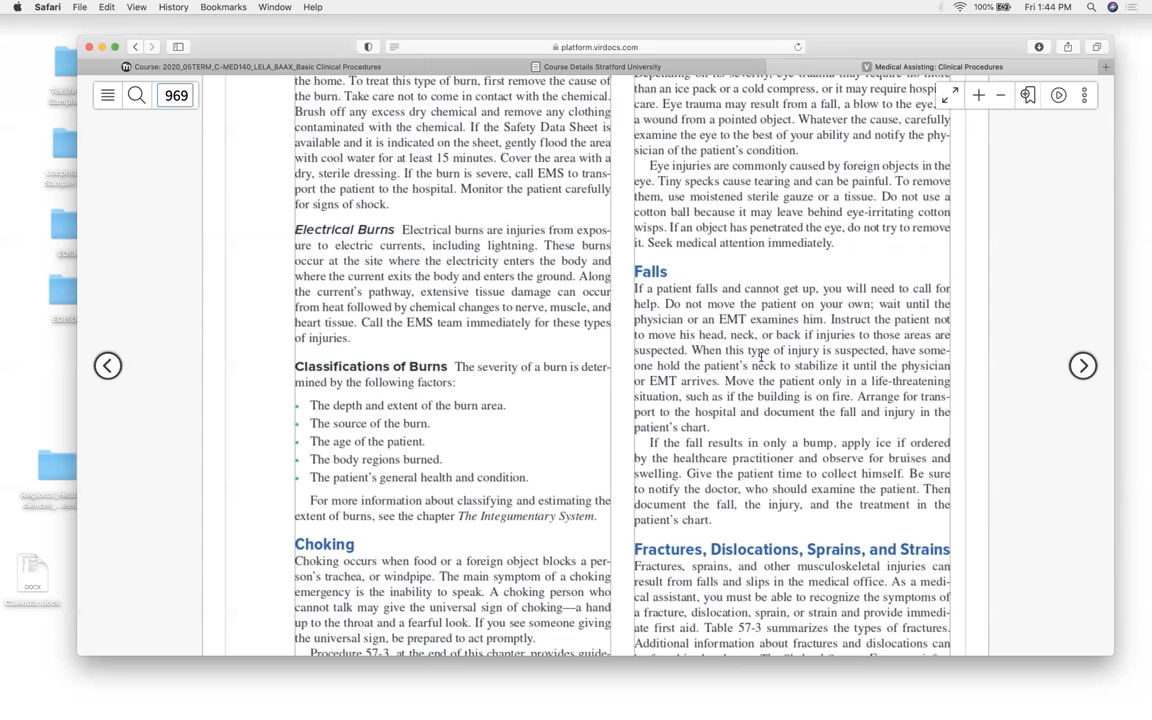 Safari File Edit View History Bookmarks Window Help
100% Fri 1:44 PM
platform.virdocs.com
Course: 2020_05TERM_C-MED140_LELA_8AAX_Basic Clinical Procedures
Course Details Stratford University
Medical Assisting: Clinical Procedures
969
the home. To treat this type of burn, first remove the cause of
the burn. Take care not to come in contact with the chemical.
Brush off any excess dry chemical and remove any clothing
contaminated with the chemical. If the Safety Data Sheet is
available and it is indicated on the sheet, gently flood the area
with cool water for at least 15 minutes. Cover the area with a
dry, sterile dressing. If the burn is severe, call EMS to trans-
port the patient to the hospital. Monitor the patient carefully
for signs of shock.
Electrical Burns Electrical burns are injuries from expos-
ure to electric currents, including lightning. These burns
occur at the site where the electricity enters the body and
where the current exits the body and enters the ground. Along
the current's pathway, extensive tissue damage can occur
from heat followed by chemical changes to nerve, muscle, and
heart tissue. Call the EMS team immediately for these types
of injuries.
Classifications of Burns The severity of a burn is deter-
mined by the following factors:
• The depth and extent of the burn area.
• The source of the burn.
• The age of the patient.
• The body regions burned.
• The patient's general health and condition.
For more information about classifying and estimating the
extent of burns, see the chapter The Integumentary System.
Choking
Choking occurs when food or a foreign object blocks a per-
son's trachea, or windpipe. The main symptom of a choking
emergency is the inability to speak. A choking person who
cannot talk may give the universal sign of choking—a hand
up to the throat and a fearful look. If you see someone giving
the universal sign, be prepared to act promptly.
Procedure 57-3, at the end of this chapter, provides guide-
Depending on its severity, eye trauma may require no more
than an ice pack or a cold compress, or it may require hospi
care. Eye trauma may result from a fall, a blow to the eye,
a wound from a pointed object. Whatever the cause, carefully
examine the eye to the best of your ability and notify the phy-
sician of the patient's condition.
Eye injuries are commonly caused by foreign objects in the
eye. Tiny specks cause tearing and can be painful. To remove
them, use moistened sterile gauze or a tissue. Do not use a
cotton ball because it may leave behind eye-irritating cotton
wisps. If an object has penetrated the eye, do not try to remove
it. Seek medical attention immediately.
Falls
If a patient falls and cannot get up, you will need to call for
help. Do not move the patient on your own; wait until the
physician or an EMT examines him. Instruct the patient not
to move his head, neck, or back if injuries to those areas are
suspected. When this type of injury is suspected, have some-
one hold the patient's neck to stabilize it until the physician
or EMT arrives. Move the patient only in a life-threatening
situation, such as if the building is on fire. Arrange for trans-
port to the hospital and document the fall and injury in the
patient's chart.
If the fall results in only a bump, apply ice if ordered
by the healthcare practitioner and observe for bruises and
swelling. Give the patient time to collect himself. Be sure
to notify the doctor, who should examine the patient. Then
document the fall, the injury, and the treatment in the
patient's chart.
Fractures, Dislocations, Sprains, and Strains
Fractures, sprains, and other musculoskeletal injuries can
result from falls and slips in the medical office. As a medi-
cal assistant, you must be able to recognize the symptoms of
a fracture, dislocation, sprain, or strain and provide immedi-
ate first aid. Table 57-3 summarizes the types of fractures.
Additional information about fractures and dislocations can
Sample
Sample
DOCX
Calendar.docx